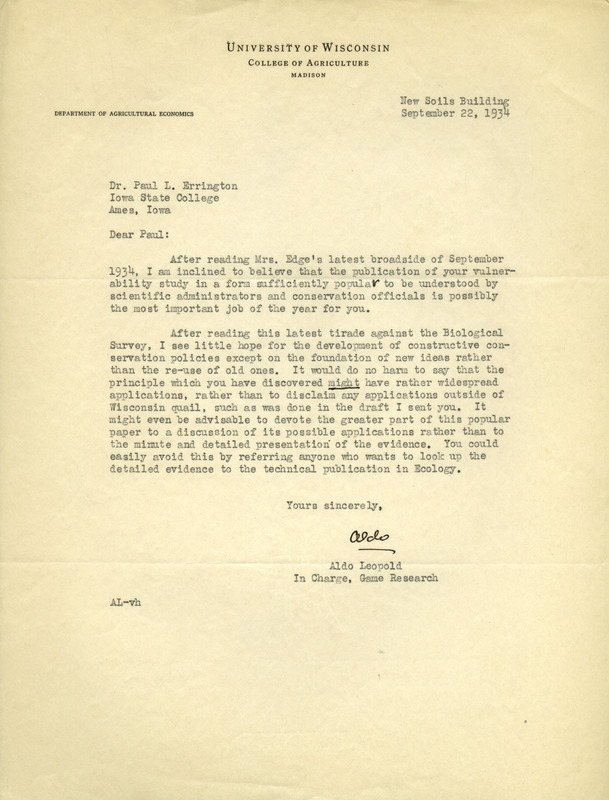 UNIVERSITY OF WISCONSIN
COLLEGE OF AGRICULTURE
MADISON
New Soils Building
September 22, 1934
DEPARTMENT OF AGRICULTURAL ECONOMICS
Dr. Paul L. Errington
Iowa State College
Ames, Iowa
Dear Paul:
After reading Mrs. Edge's latest broadside of September
1934, I am inclined to believe that the publication of your vulner-
ability study in a form sufficiently popular to be understood by
scientific administrators and conservation officials is possibly
the most important job of the year for you.
After reading this latest tirade against the Biological
Survey, I see little hope for the development of constructive con-
servation policies except on the foundation of new ideas rather
than the re-use of old ones. It would do no harm to say that the
principle which you have discovered might have rather widespread
applications, rather than to disclaim any applications outside of
Wisconsin quail, such as was done in the draft I sent you. It
might even be advisable to devote the greater part of this popular
paper to a discussion of its possible applications rather than to
the minute and detailed presentation of the evidence. You could
easily avoid this by referring anyone who wants to look up the
detailed evidence to the technical publication in Ecology.
Yours sincerely,
Aldo
Aldo Leopold
In Charge, Game Research
AL-vh